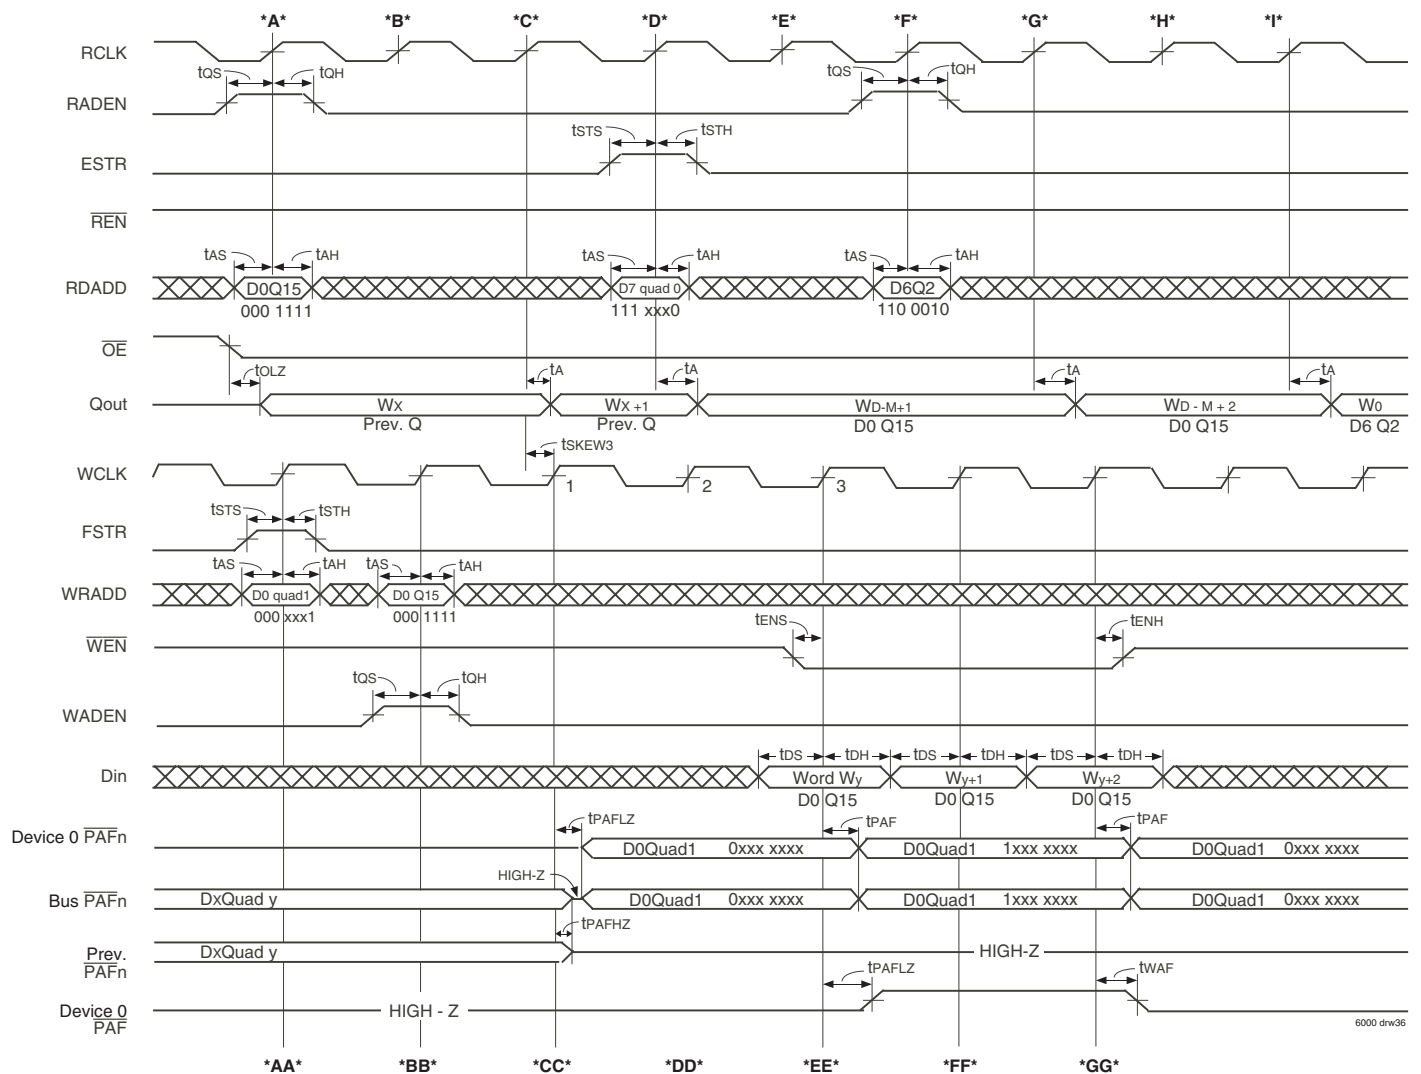 *A* *B* *C* *D* *E* *F* *G* *H* *I*
RCLK
tQS tQH tQS tQH
RADEN
tSTS tSTH
ESTR
REN
tAS tAH tAS tAH tAS tAH
RDADD D0Q15 D7 quad 0 D6Q2
000 1111 111 xxx0 110 0010
OE
tOLZ tA tA tA tA
Qout WX WX +1 WD-M+1 WD - M + 2 W0
Prev. Q Prev. Q D0 Q15 D0 Q15 D6 Q2
tSKEW3
WCLK 1 2 3
tSTS tSTH
FSTR
tAS tAH tAS tAH
WRADD D0 quad1 D0 Q15
000 xxx1 000 1111
tENS tENH
WEN
tQS tQH
WADEN
tDS tDH tDS tDH tDS tDH
Din Word Wy Wy+1 Wy+2
D0 Q15 D0 Q15 D0 Q15
tPAFLZ tPAF tPAF
Device 0 PAFn D0Quad1 0xxx xxxx D0Quad1 1xxx xxxx D0Quad1 0xxx xxxx
HIGH-Z
Bus PAFn DxQuad y D0Quad1 0xxx xxxx D0Quad1 1xxx xxxx D0Quad1 0xxx xxxx
tPAFHZ
Prev. DxQuad y HIGH-Z
PAFn
tPAFLZ tWAF
Device 0 HIGH - Z
PAF
6000 drw36
*AA* *BB* *CC* *DD* *EE* *FF* *GG*